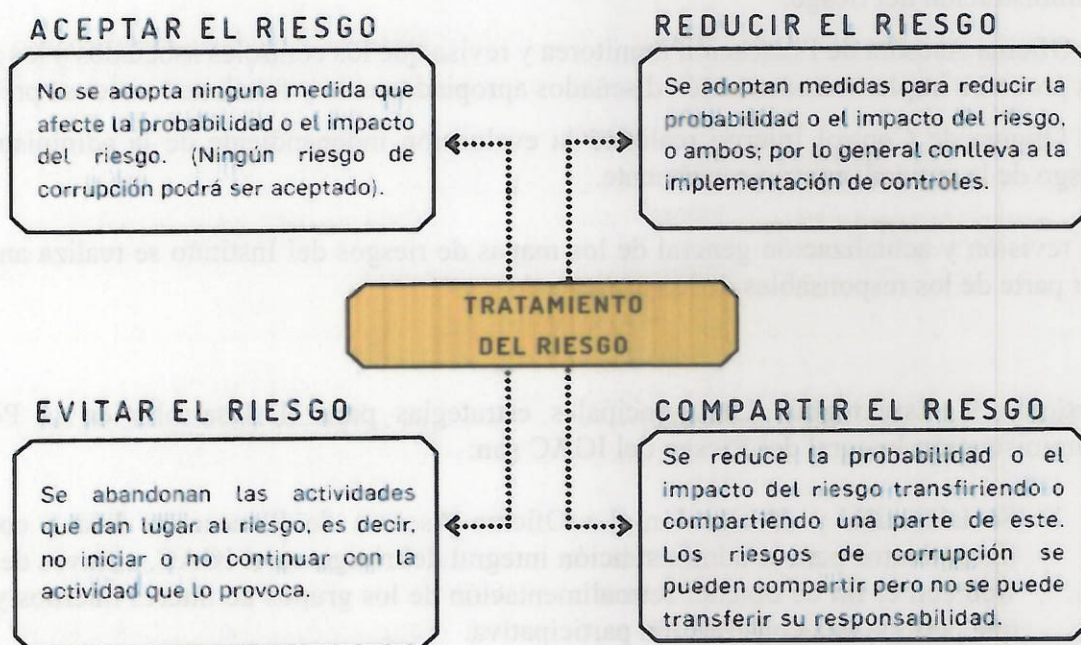 ACEPTAR EL RIESGO
No se adopta ninguna medida que
afecte la probabilidad o el impacto
del riesgo. (Ningún riesgo de
corrupción podrá ser aceptado).
REDUCIR EL RIESGO
Se adoptan medidas para reducir la
probabilidad o el impacto del riesgo,
o ambos; por lo general conlleva a la
implementación de controles.
TRATAMIENTO
DEL RIESGO
EVITAR EL RIESGO
Se abandonan las actividades
que dan lugar al riesgo, es decir,
no iniciar o no continuar con la
actividad que lo provoca.
COMPARTIR EL RIESGO
Se reduce la probabilidad o el
impacto del riesgo transfiriendo o
compartiendo una parte de este.
Los riesgos de corrupción se
pueden compartir pero no se puede
transferir su responsabilidad.